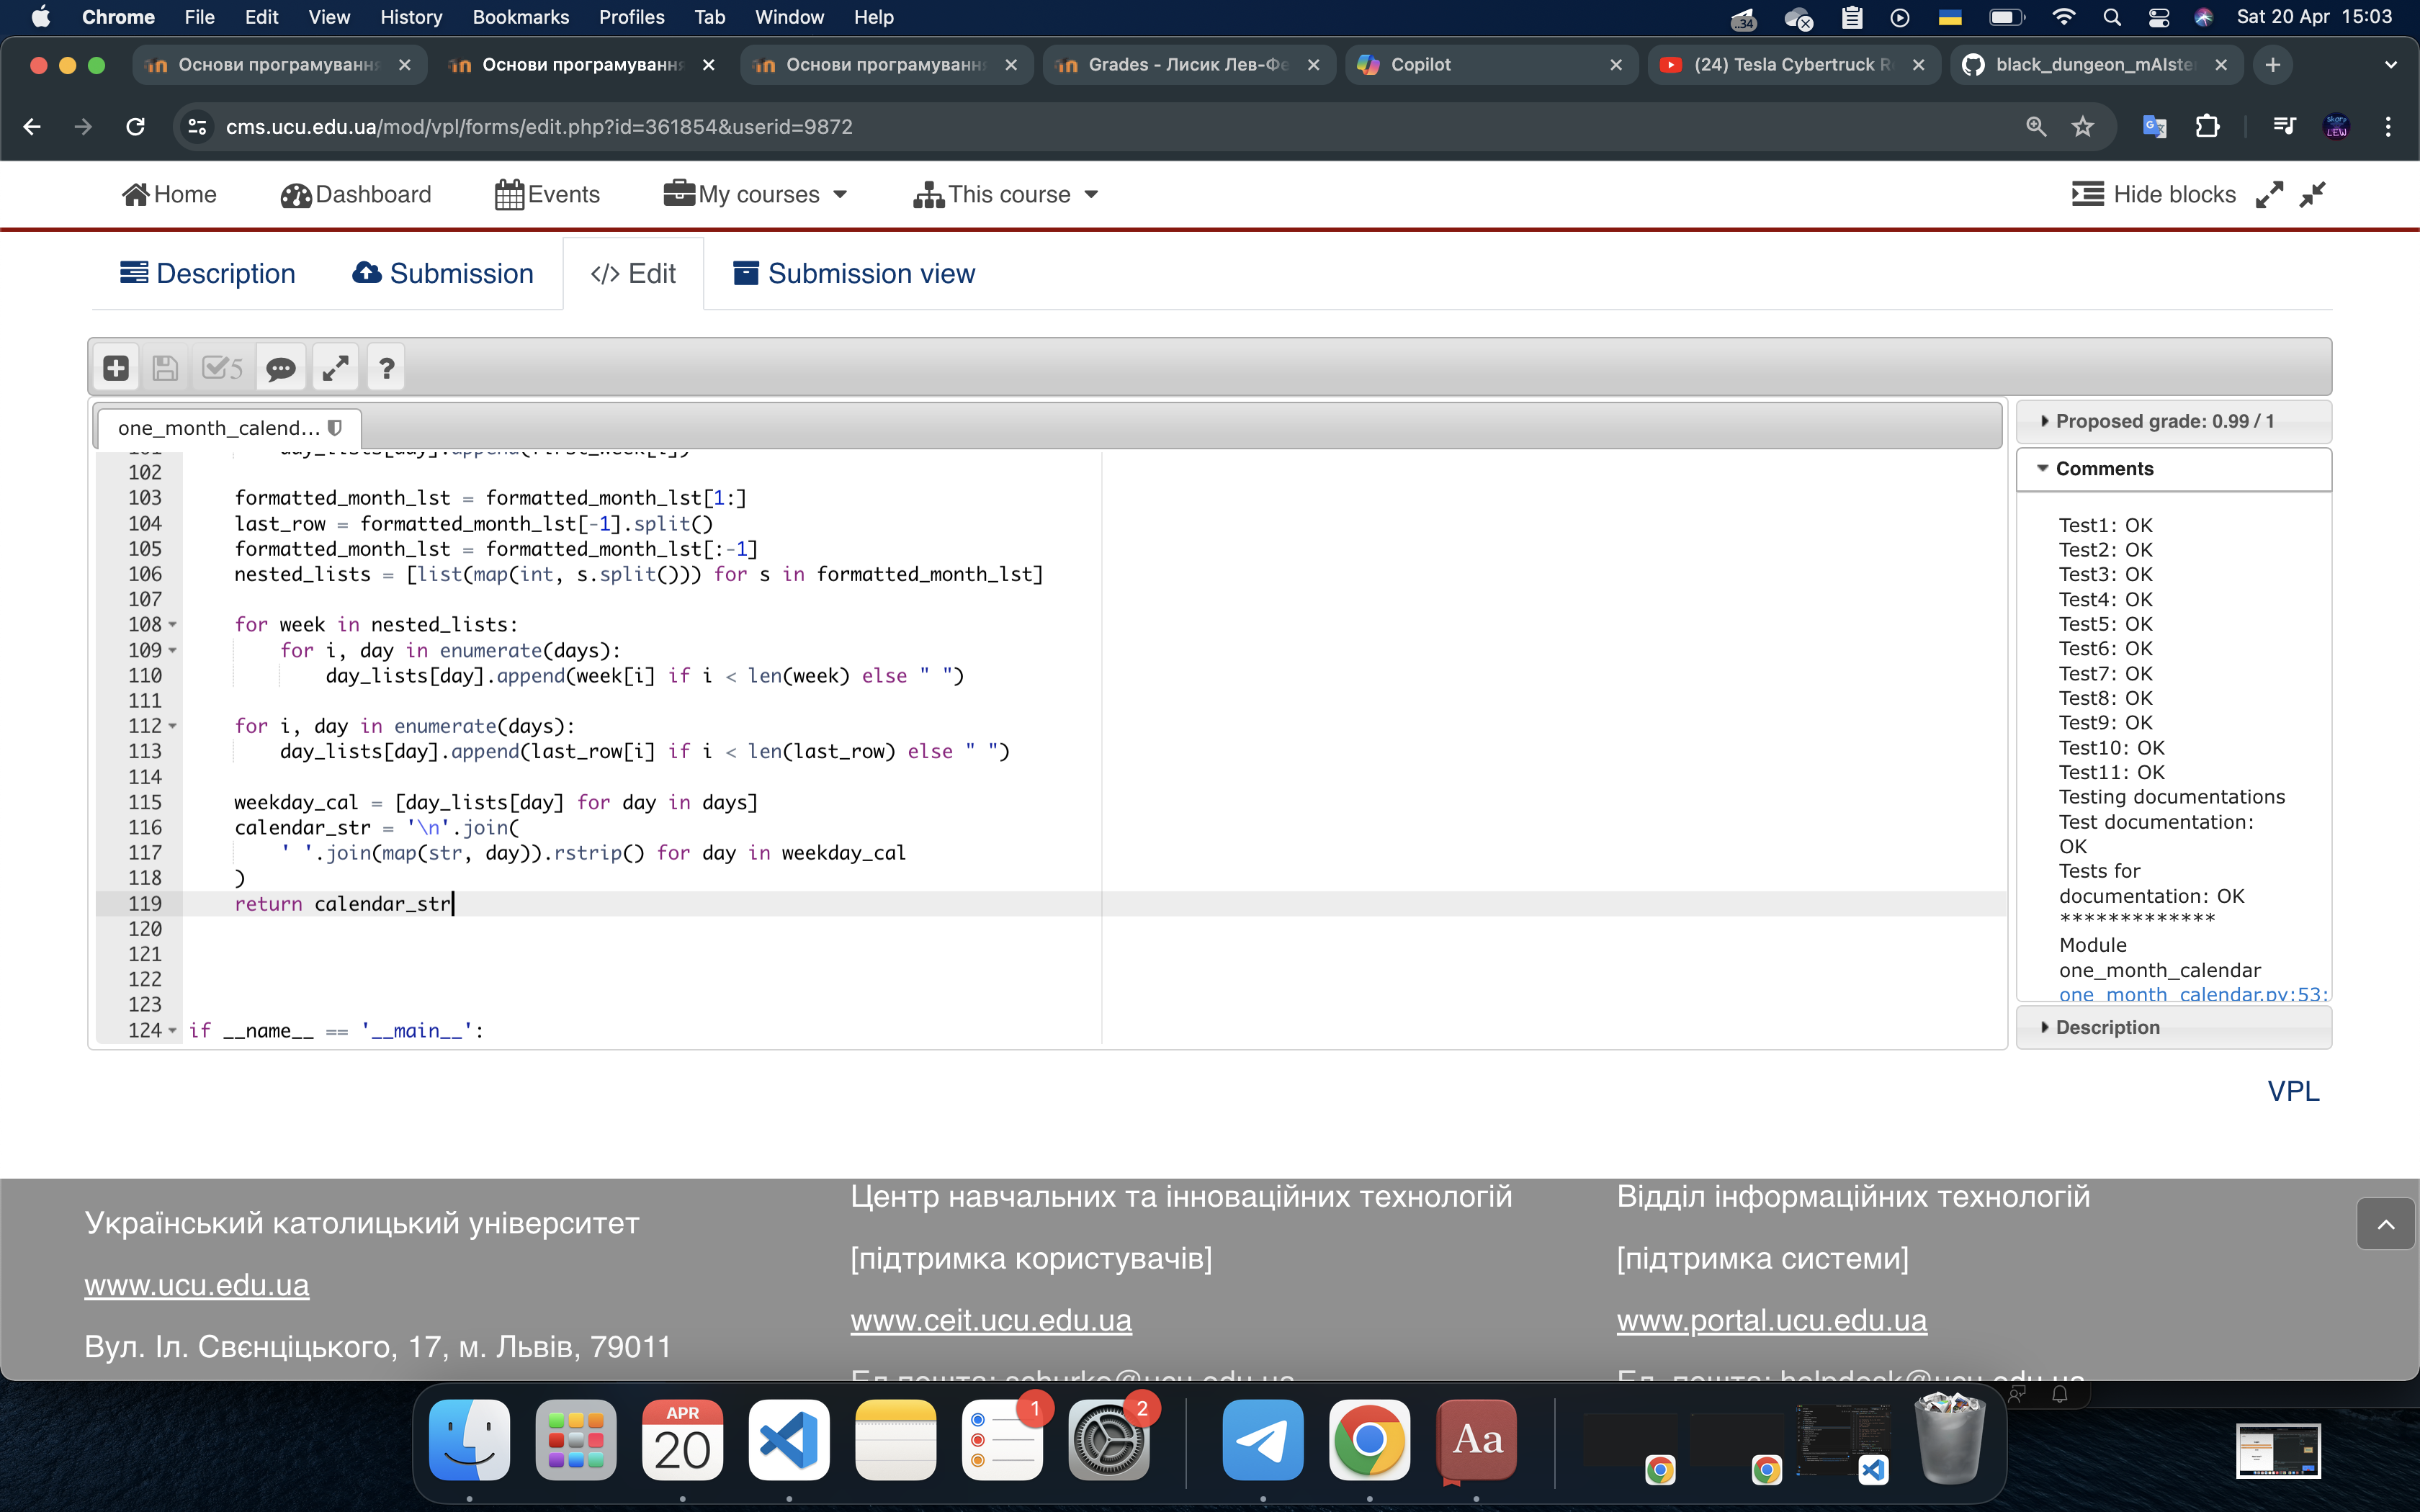 Chrome File Edit View History Bookmarks Profiles Tab Window Help 34 Sat 20 Apr 15:03
Основи програмуванн Основи програмуванн Основи програмуванн Grades - Лисик Лев-Фе Copilot (24) Tesla Cybertruck R black_dungeon_mAIste
cms.ucu.edu.ua/mod/vpl/forms/edit.php?id=361854&userid=9872
Home Dashboard Events My courses This course Hide blocks
Description Submission </> Edit Submission view
5 ?
one_month_calend...
101 day_lists[day].append(first_week[i])
102
103 formatted_month_lst = formatted_month_lst[1:]
104 last_row = formatted_month_lst[-1].split()
105 formatted_month_lst = formatted_month_lst[:-1]
106 nested_lists = [list(map(int, s.split())) for s in formatted_month_lst]
107
108 for week in nested_lists:
109 for i, day in enumerate(days):
110 day_lists[day].append(week[i] if i < len(week) else " ")
111
112 for i, day in enumerate(days):
113 day_lists[day].append(last_row[i] if i < len(last_row) else " ")
114
115 weekday_cal = [day_lists[day] for day in days]
116 calendar_str = '\n'.join(
117 ' '.join(map(str, day)).rstrip() for day in weekday_cal
118 )
119 return calendar_str
120
121
122
123
124 if __name__ == '__main__':
Proposed grade: 0.99 / 1
Comments
Test1: OK
Test2: OK
Test3: OK
Test4: OK
Test5: OK
Test6: OK
Test7: OK
Test8: OK
Test9: OK
Test10: OK
Test11: OK
Testing documentations
Test documentation:
OK
Tests for
documentation: OK
*************
Module
one_month_calendar
one_month_calendar.py:53:
Description
VPL
Український католицький університет
www.ucu.edu.ua
Вул. Іл. Свєнціцького, 17, м. Львів, 79011
Центр навчальних та інноваційних технологій
[підтримка користувачів]
www.ceit.ucu.edu.ua
Відділ інформаційних технологій
[підтримка системи]
www.portal.ucu.edu.ua
Ел. пошта: helpdesk@ucu.edu.ua
APR
20
1
2
Aa